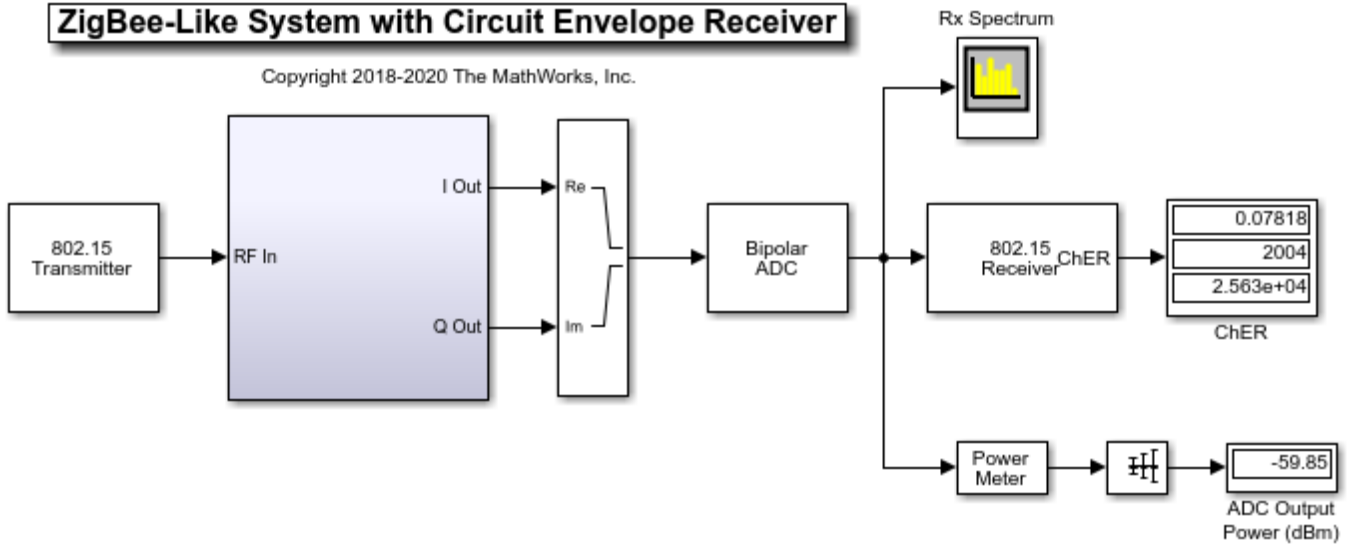 ZigBee-Like System with Circuit Envelope Receiver
Copyright 2018-2020 The MathWorks, Inc.
Rx Spectrum
802.15
Transmitter
RF In
I Out
Q Out
Re
Im
Bipolar
ADC
802.15
Receiver
ChER
0.07818
2004
2.563e+04
ChER
Power
Meter
-59.85
ADC Output
Power (dBm)